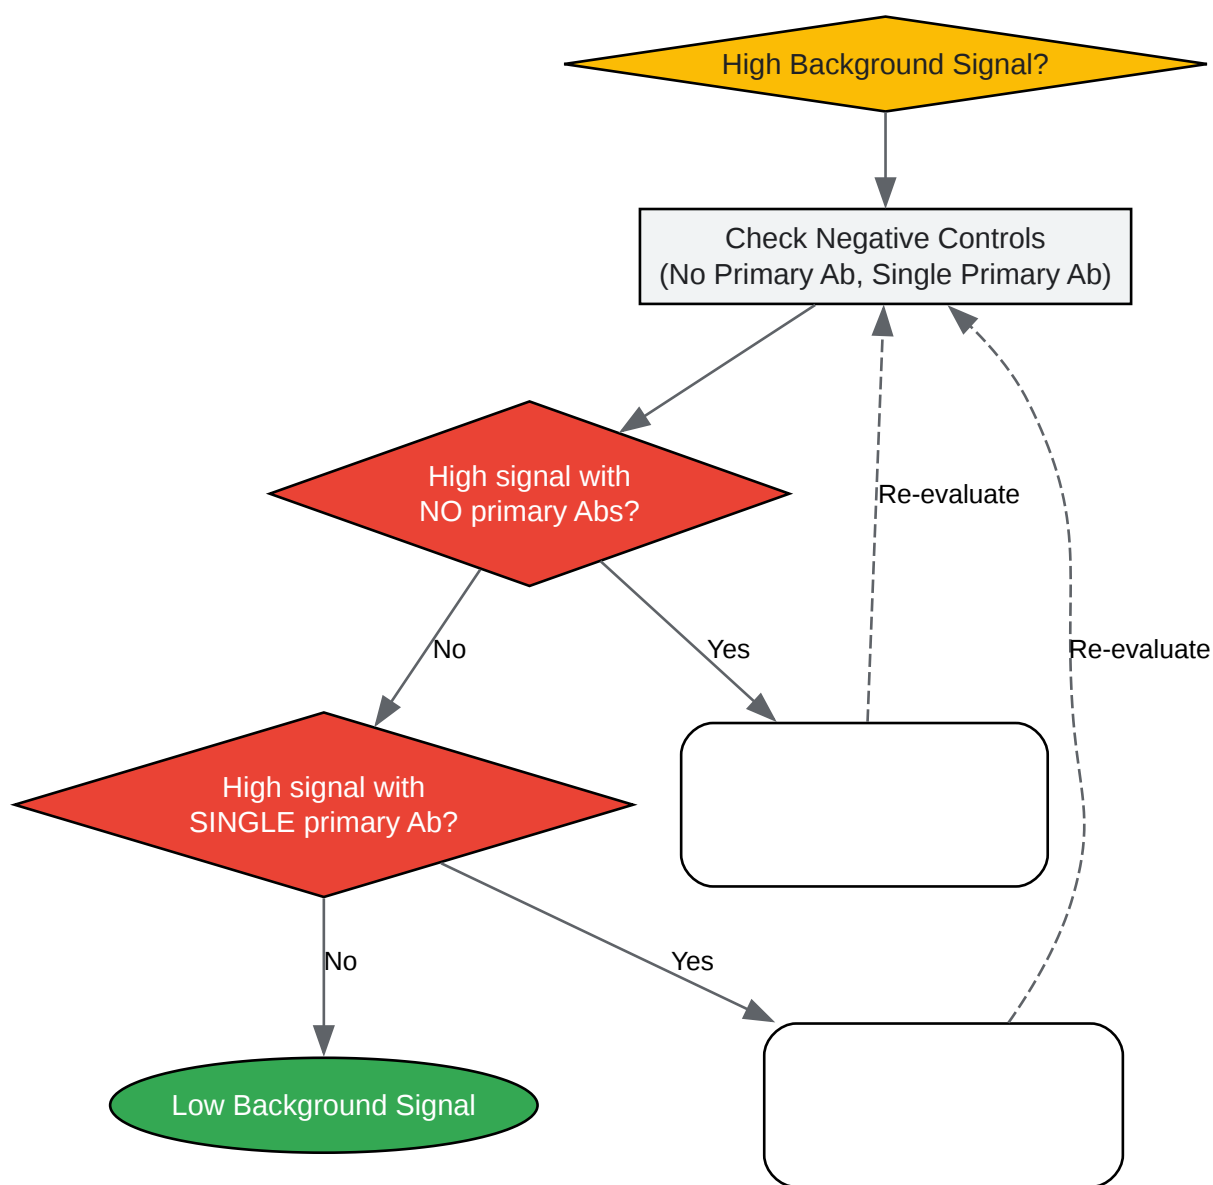 High Background Signal?
Check Negative Controls
(No Primary Ab, Single Primary Ab)
High signal with
NO primary Abs?
Re-evaluate
No
Yes
Re-evaluate
High signal with
SINGLE primary Ab?
No
Yes
Low Background Signal